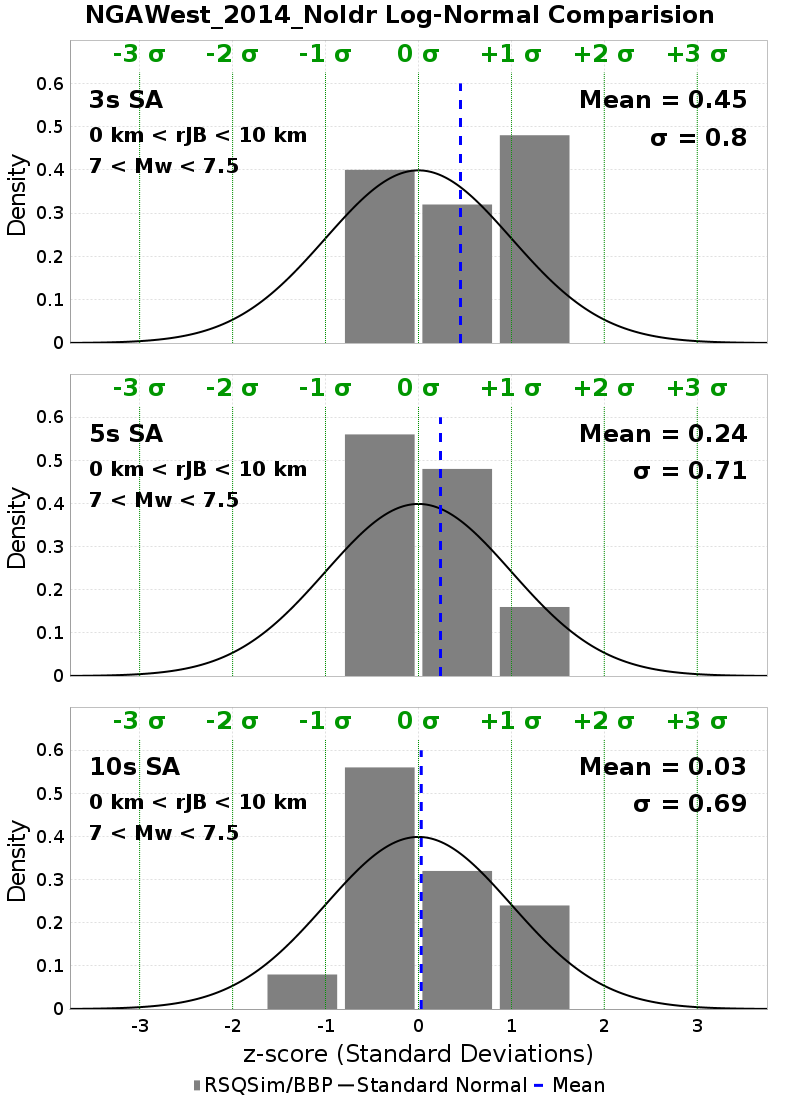 NGAWest_2014_NoIdr Log-Normal Comparision
-3 σ -2 σ -1 σ 0 σ +1 σ +2 σ +3 σ
0.6
3s SA Mean = 0.45
0.5
0 km < rJB < 10 km σ = 0.8
7 < Mw < 7.5
0.4
Density
0.3
0.2
0.1
0
-3 σ -2 σ -1 σ 0 σ +1 σ +2 σ +3 σ
0.6
5s SA Mean = 0.24
0.5
0 km < rJB < 10 km σ = 0.71
7 < Mw < 7.5
0.4
Density
0.3
0.2
0.1
0
-3 σ -2 σ -1 σ 0 σ +1 σ +2 σ +3 σ
0.6
10s SA Mean = 0.03
0.5
0 km < rJB < 10 km σ = 0.69
7 < Mw < 7.5
0.4
Density
0.3
0.2
0.1
0
-3 -2 -1 0 1 2 3
z-score (Standard Deviations)
RSQSim/BBP Standard Normal Mean